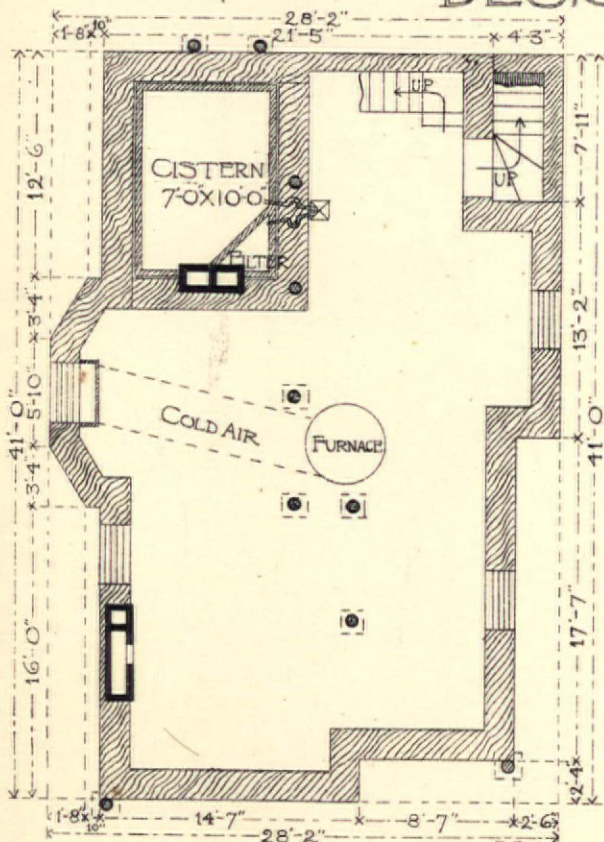 28'-2"
1'-8" 10" 21'-5" 4'-3"
UP
CISTERN
7'-0X10'-0"
UP
FILTER
COLD AIR
FURNACE
41'-0"
12'-6"
3'-4"
5'-10"
3'-4"
16'-0"
7'-11"
13'-2"
41'-0"
17'-7"
2'-4"
1'-8" 10" 14'-7" 8'-7" 2'-6"
28'-2"